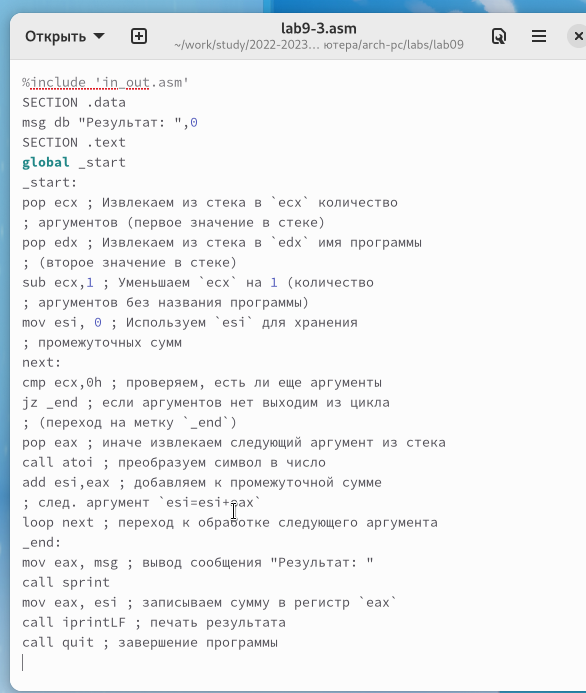 Открыть
lab9-3.asm
~/work/study/2022-2023... ютера/arch-pc/labs/lab09
%include 'in_out.asm'
SECTION .data
msg db "Результат: ",0
SECTION .text
global _start
_start:
pop ecx ; Извлекаем из стека в `ecx` количество
; аргументов (первое значение в стеке)
pop edx ; Извлекаем из стека в `edx` имя программы
; (второе значение в стеке)
sub ecx,1 ; Уменьшаем `ecx` на 1 (количество
; аргументов без названия программы)
mov esi, 0 ; Используем `esi` для хранения
; промежуточных сумм
next:
cmp ecx,0h ; проверяем, есть ли еще аргументы
jz _end ; если аргументов нет выходим из цикла
; (переход на метку `_end`)
pop eax ; иначе извлекаем следующий аргумент из стека
call atoi ; преобразуем символ в число
add esi,eax ; добавляем к промежуточной сумме
; след. аргумент `esi=esi+eax`
loop next ; переход к обработке следующего аргумента
_end:
mov eax, msg ; вывод сообщения "Результат: "
call sprint
mov eax, esi ; записываем сумму в регистр `eax`
call iprintLF ; печать результата
call quit ; завершение программы